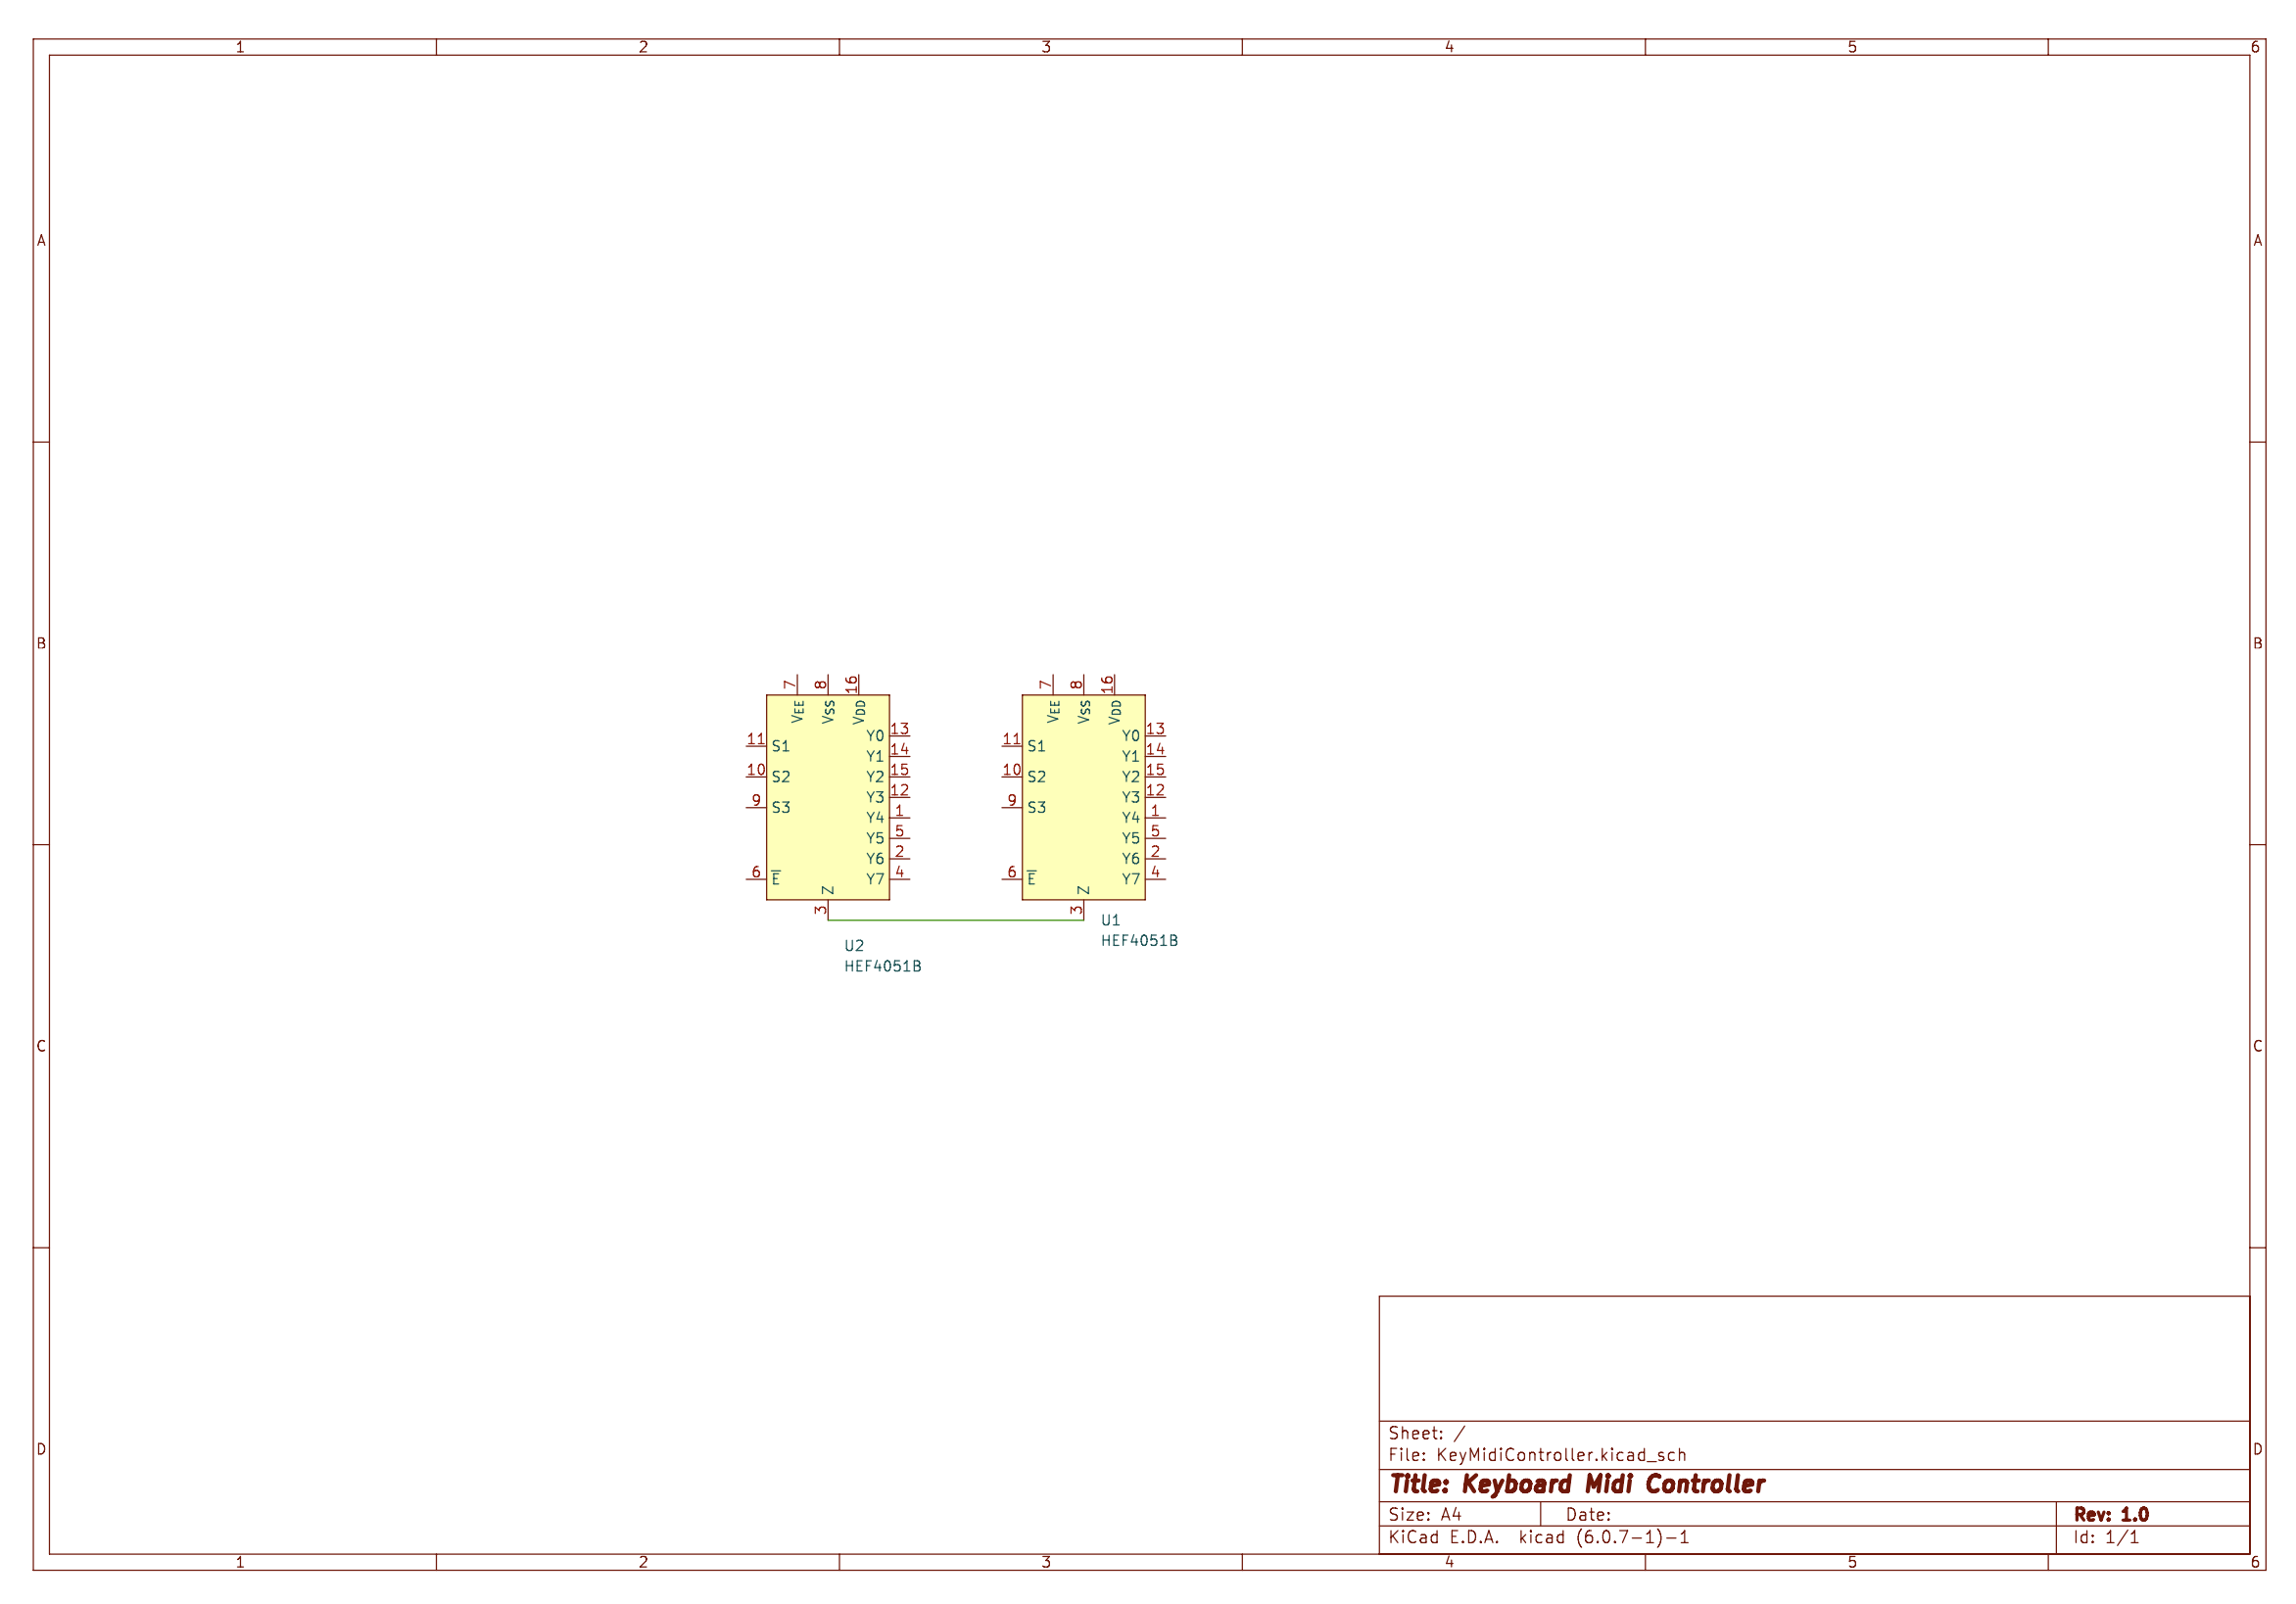 1 2 3 4 5 6
A A
B B
7 8 16 7 8 16
VEE VSS VDD VEE VSS VDD
Y0 13 Y0 13
11 S1 11 S1
Y1 14 Y1 14
10 S2 Y2 15 10 S2 Y2 15
Y3 12 Y3 12
9 S3 9 S3
Y4 1 Y4 1
Y5 5 Y5 5
Y6 2 Y6 2
6 E Y7 4 6 E Y7 4
Z Z
3 3
U1
HEF4051B
U2
HEF4051B
C C
Sheet: /
File: KeyMidiController.kicad_sch
D D
Title: Keyboard Midi Controller
Size: A4 Date: Rev: 1.0
KiCad E.D.A. kicad (6.0.7-1)-1 Id: 1/1
1 2 3 4 5 6